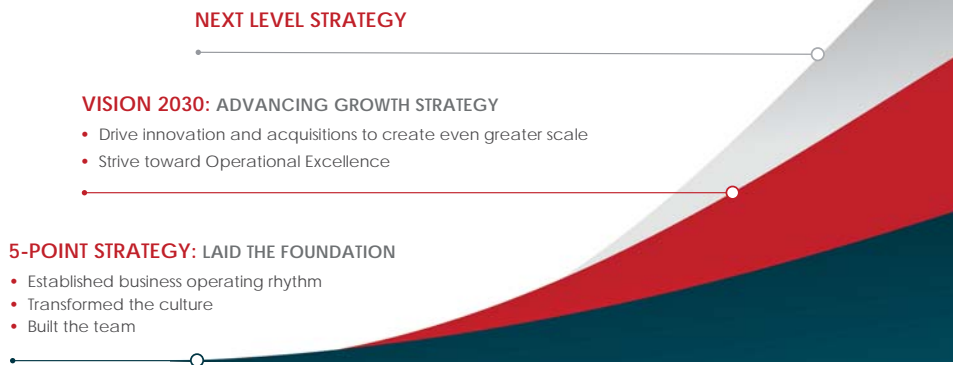 NEXT LEVEL STRATEGY
VISION 2030: ADVANCING GROWTH STRATEGY
• Drive innovation and acquisitions to create even greater scale
• Strive toward Operational Excellence
5-POINT STRATEGY: LAID THE FOUNDATION
• Established business operating rhythm
• Transformed the culture
• Built the team